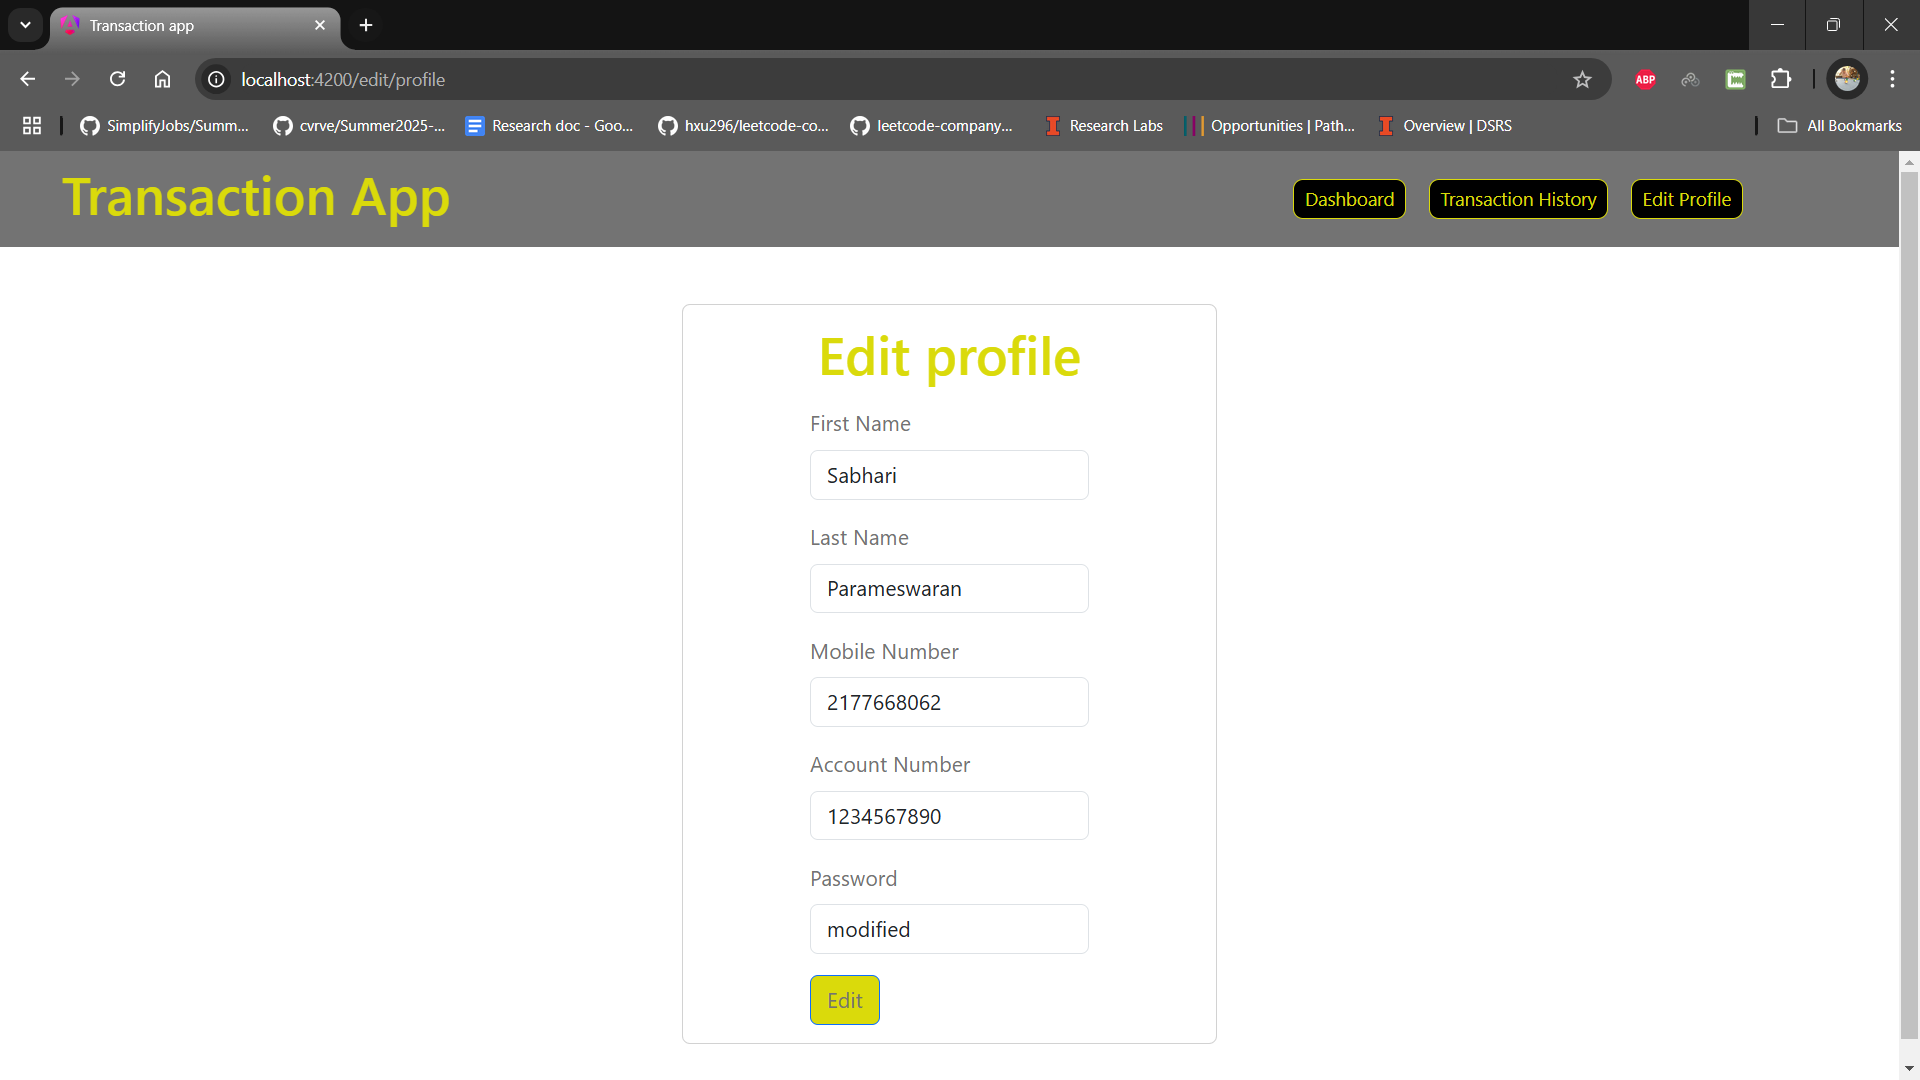 Transaction app
localhost:4200/edit/profile
ABP
SimplifyJobs/Summ...
cvrve/Summer2025-...
Research doc - Goo...
hxu296/leetcode-co...
leetcode-company...
Research Labs
Opportunities | Path...
Overview | DSRS
All Bookmarks
Transaction App
Dashboard
Transaction History
Edit Profile
Edit profile
First Name
Sabhari
Last Name
Parameswaran
Mobile Number
2177668062
Account Number
1234567890
Password
modified
Edit